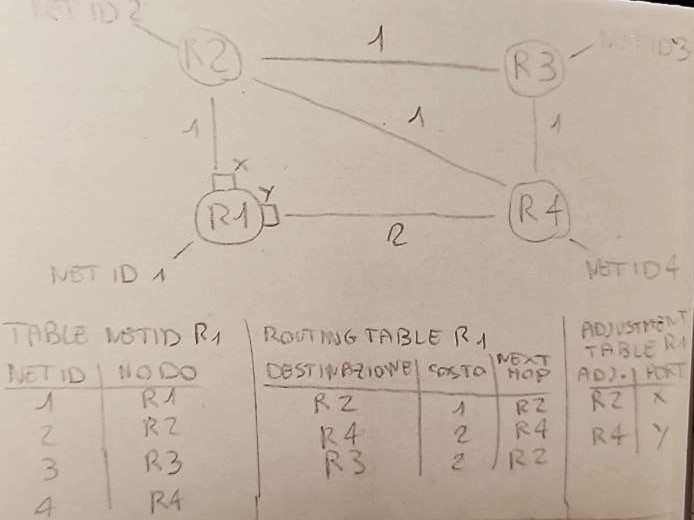 NET ID 2
1
R2
R3
NET ID3
1
1
1
X
Y
R1
R4
2
NET ID 1
NET ID4
TABLE NETID R1
NET ID NODO
1 R1
2 R2
3 R3
4 R4
ROUTING TABLE R1
DESTINAZIONE COSTO NEXT HOP
R2 1 R2
R4 2 R4
R3 2 R2
ADJUSTMENT
TABLE R1
ADJ. PORT
R2 X
R4 Y